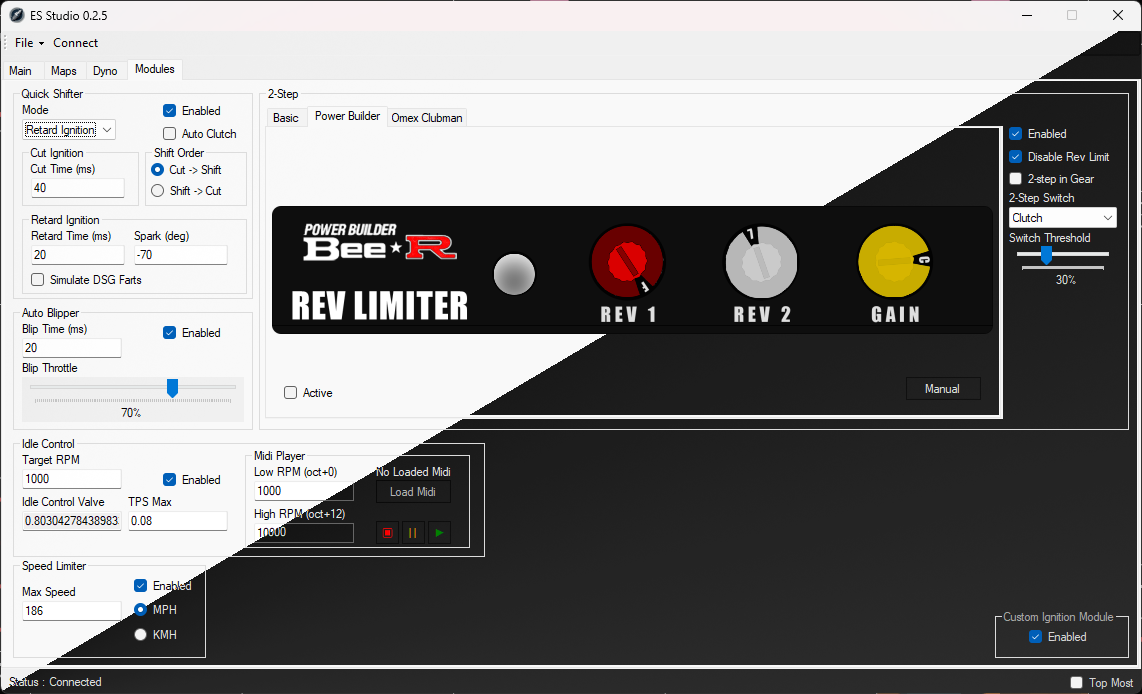 ES Studio 0.2.5
File Connect
Main Maps Dyno Modules
Quick Shifter
Mode
Enabled
Retard Ignition
Auto Clutch
Cut Ignition
Cut Time (ms)
40
Shift Order
Cut -> Shift
Shift -> Cut
Retard Ignition
Retard Time (ms) Spark (deg)
20 -70
Simulate DSG Farts
Auto Blipper
Blip Time (ms)
20
Enabled
Blip Throttle
70%
2-Step
Basic Power Builder Omex Clubman
POWER BUILDER
Bee★R
REV LIMITER
REV 1 REV 2 GAIN
Active
Manual
Enabled
Disable Rev Limit
2-step in Gear
2-Step Switch
Clutch
Switch Threshold
30%
Idle Control
Target RPM
1000
Enabled
Idle Control Valve TPS Max
0.80304278438983 0.08
Midi Player
Low RPM (oct+0) No Loaded Midi
1000 Load Midi
High RPM (oct+12)
10000
Speed Limiter
Max Speed
186
Enabled
MPH
KMH
Custom Ignition Module
Enabled
Status : Connected
Top Most